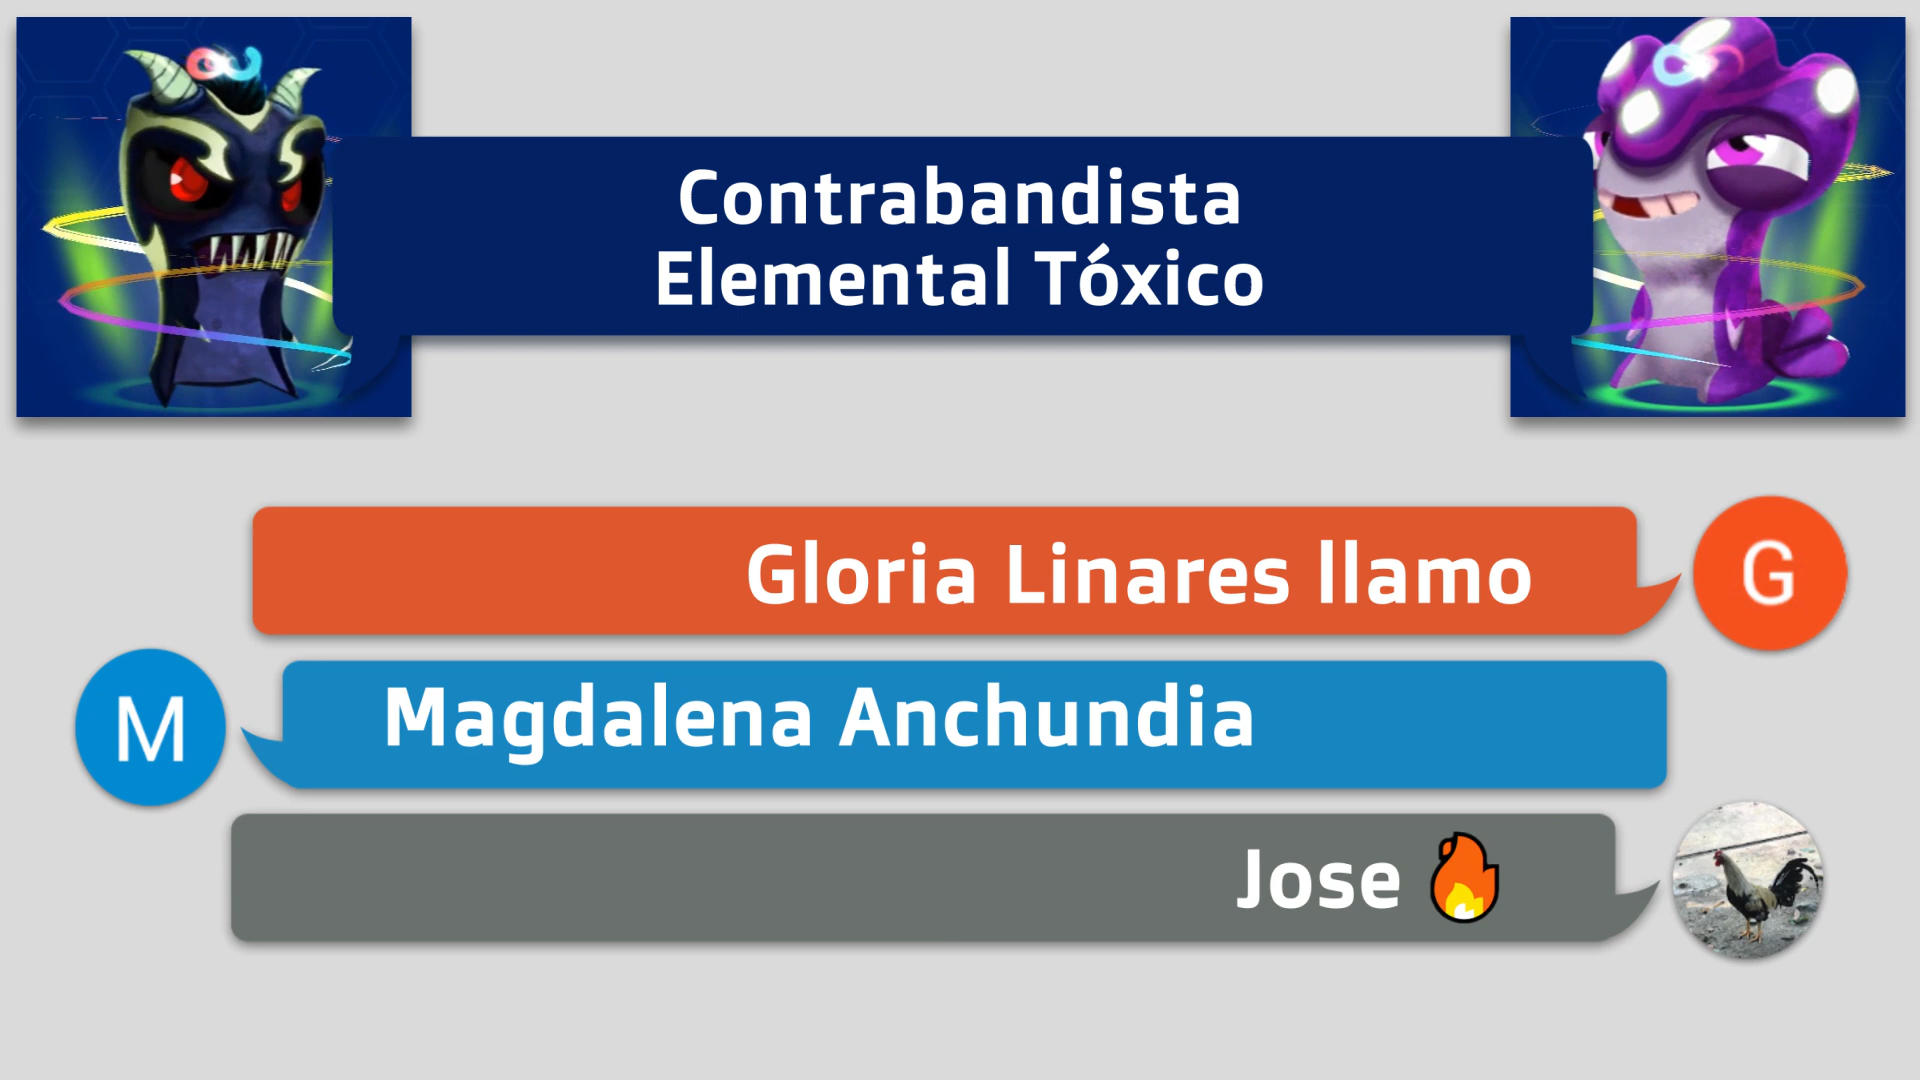 Contrabandista
Elemental Tóxico
Gloria Linares llamo
G
M
Magdalena Anchundia
Jose 🔥